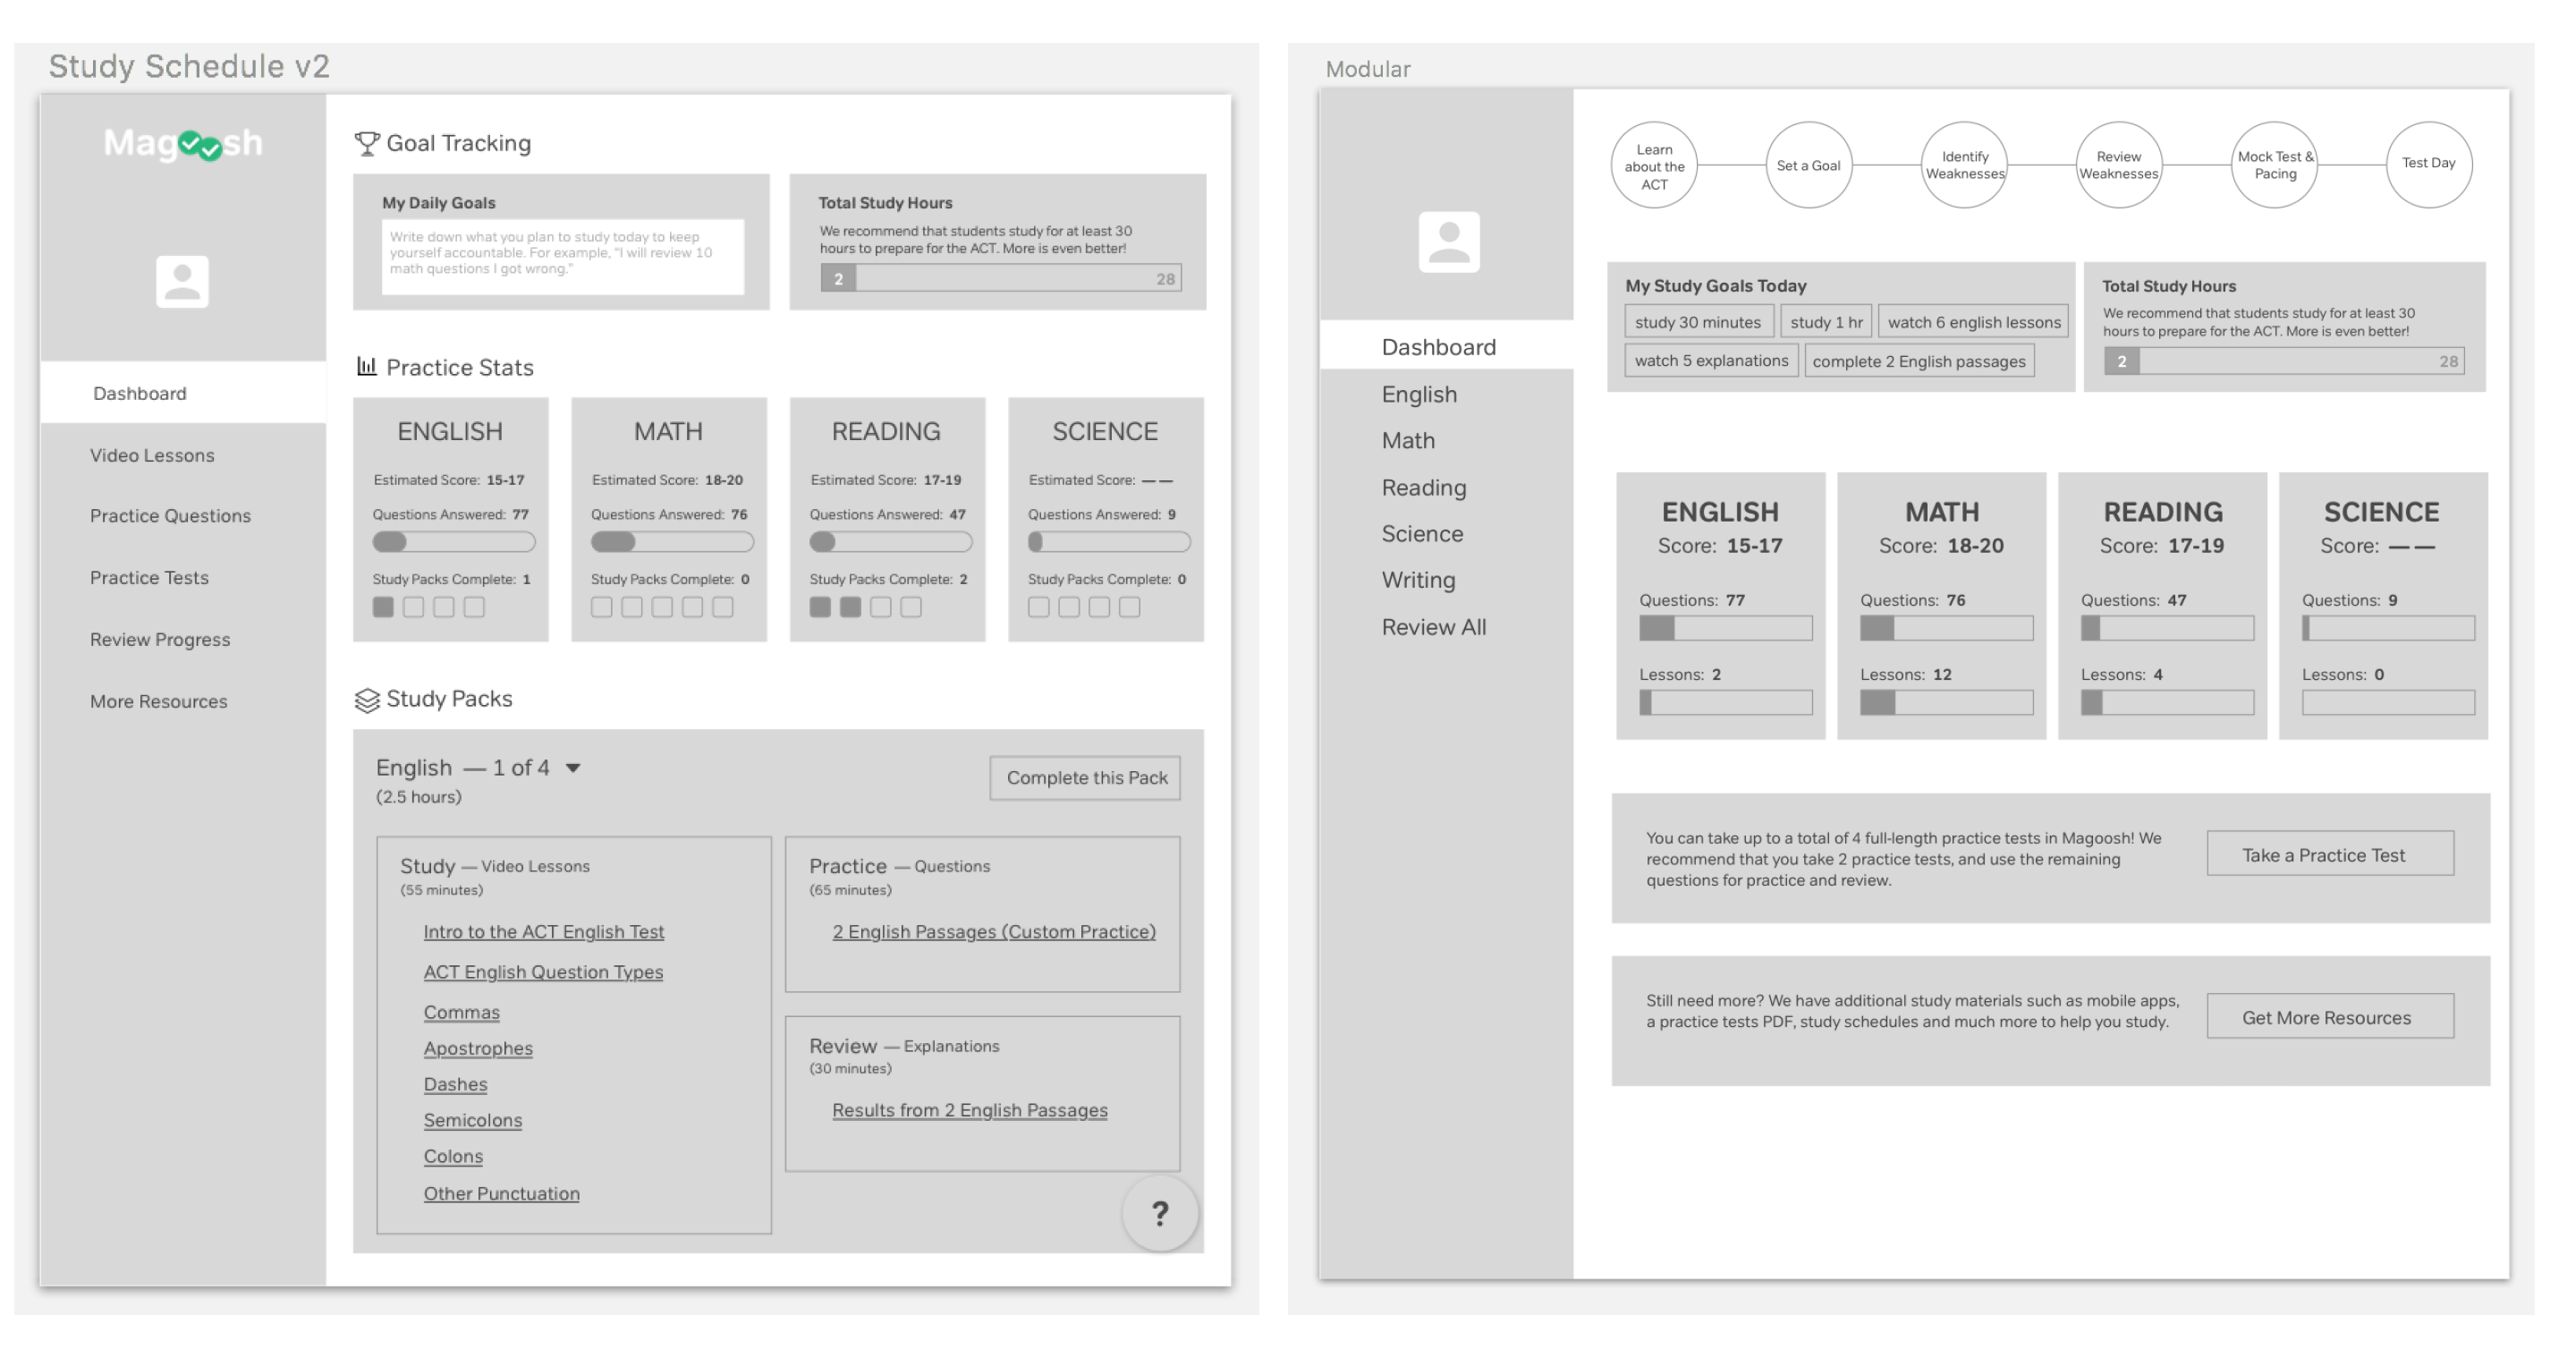 Study Schedule v2
Magoosh
Dashboard
Video Lessons
Practice Questions
Practice Tests
Review Progress
More Resources
Goal Tracking
My Daily Goals
Write down what you plan to study today to keep
yourself accountable. For example, "I will review 10
math questions I got wrong."
Total Study Hours
We recommend that students study for at least 30
hours to prepare for the ACT. More is even better!
2 28
Practice Stats
ENGLISH
Estimated Score: 15-17
Questions Answered: 77
Study Packs Complete: 1
MATH
Estimated Score: 18-20
Questions Answered: 76
Study Packs Complete: 0
READING
Estimated Score: 17-19
Questions Answered: 47
Study Packs Complete: 2
SCIENCE
Estimated Score: — —
Questions Answered: 9
Study Packs Complete: 0
Study Packs
English — 1 of 4
(2.5 hours)
Complete this Pack
Study — Video Lessons
(55 minutes)
Intro to the ACT English Test
ACT English Question Types
Commas
Apostrophes
Dashes
Semicolons
Colons
Other Punctuation
Practice — Questions
(65 minutes)
2 English Passages (Custom Practice)
Review — Explanations
(30 minutes)
Results from 2 English Passages
?
Modular
Dashboard
English
Math
Reading
Science
Writing
Review All
Learn
about the
ACT
Set a Goal
Identify
Weaknesses
Review
Weaknesses
Mock Test &
Pacing
Test Day
My Study Goals Today
study 30 minutes
study 1 hr
watch 6 english lessons
watch 5 explanations
complete 2 English passages
Total Study Hours
We recommend that students study for at least 30
hours to prepare for the ACT. More is even better!
2 28
ENGLISH
Score: 15-17
Questions: 77
Lessons: 2
MATH
Score: 18-20
Questions: 76
Lessons: 12
READING
Score: 17-19
Questions: 47
Lessons: 4
SCIENCE
Score: — —
Questions: 9
Lessons: 0
You can take up to a total of 4 full-length practice tests in Magoosh! We
recommend that you take 2 practice tests, and use the remaining
questions for practice and review.
Take a Practice Test
Still need more? We have additional study materials such as mobile apps,
a practice tests PDF, study schedules and much more to help you study.
Get More Resources